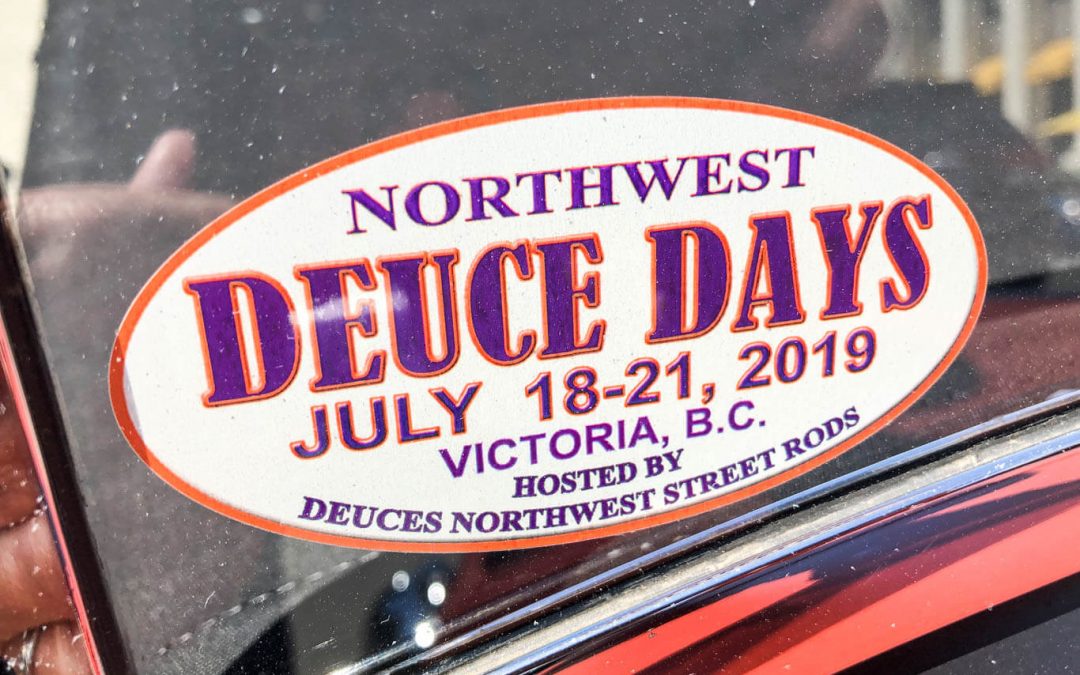 NORTHWEST
DEUCE DAYS
JULY 18-21, 2019
VICTORIA, B.C.
HOSTED BY
DEUCES NORTHWEST STREET RODS